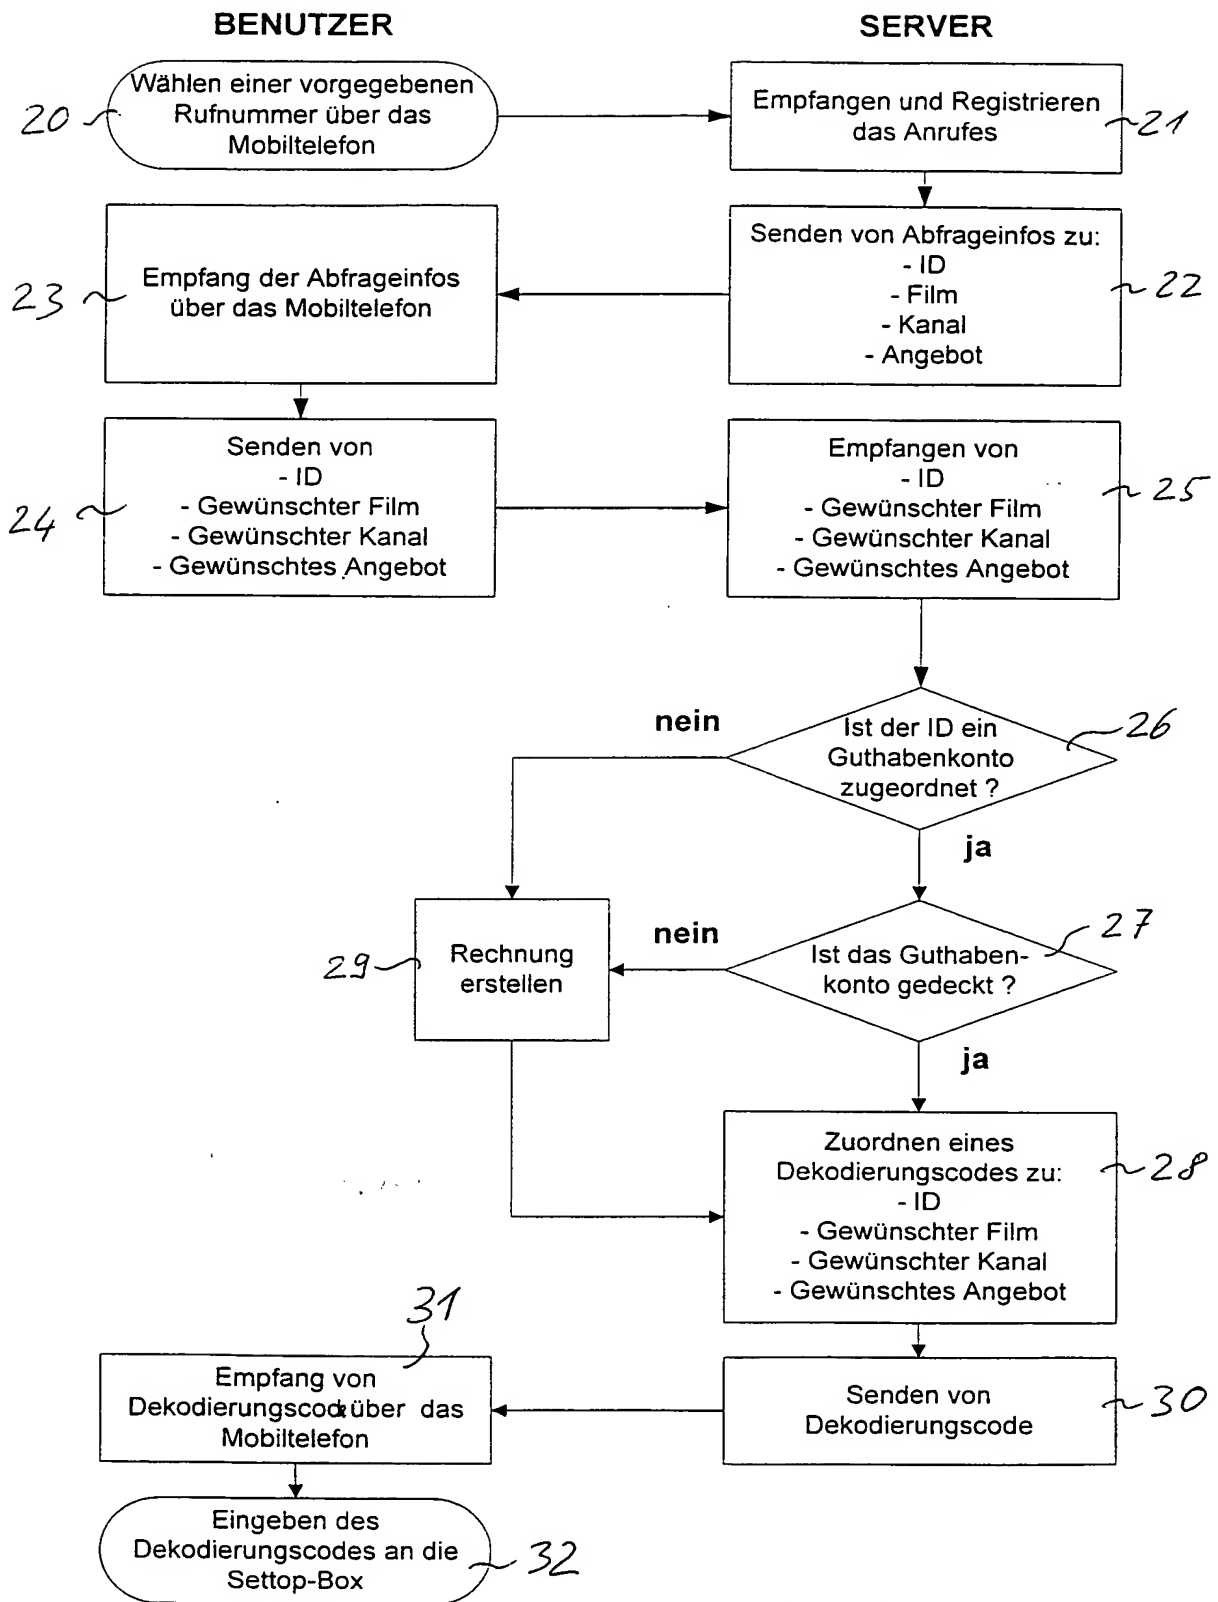 BENUTZER
SERVER
Wählen einer vorgegebenen
Rufnummer über das
Mobiltelefon
20
Empfangen und Registrieren
das Anrufes
21
Senden von Abfrageinfos zu:
- ID
- Film
- Kanal
- Angebot
22
Empfang der Abfrageinfos
über das Mobiltelefon
23
Senden von
- ID
- Gewünschter Film
- Gewünschter Kanal
- Gewünschtes Angebot
24
Empfangen von
- ID
- Gewünschter Film
- Gewünschter Kanal
- Gewünschtes Angebot
25
nein
Ist der ID ein
Guthabenkonto
zugeordnet ?
26
ja
nein
Ist das Guthaben-
konto gedeckt ?
27
Rechnung
erstellen
29
ja
Zuordnen eines
Dekodierungscodes zu:
- ID
- Gewünschter Film
- Gewünschter Kanal
- Gewünschtes Angebot
28
Senden von
Dekodierungscode
30
31
Empfang von
Dekodierungscode über das
Mobiltelefon
Eingeben des
Dekodierungscodes an die
Settop-Box
32